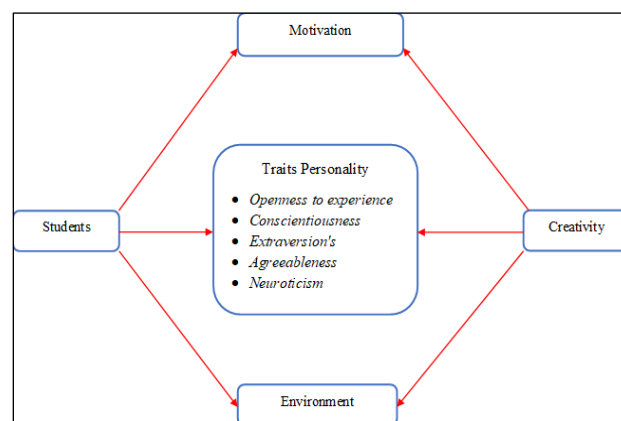 Motivation
Traits Personality
• Openness to experience
• Conscientiousness
• Extraversion's
• Agreeableness
• Neuroticism
Students
Creativity
Environment